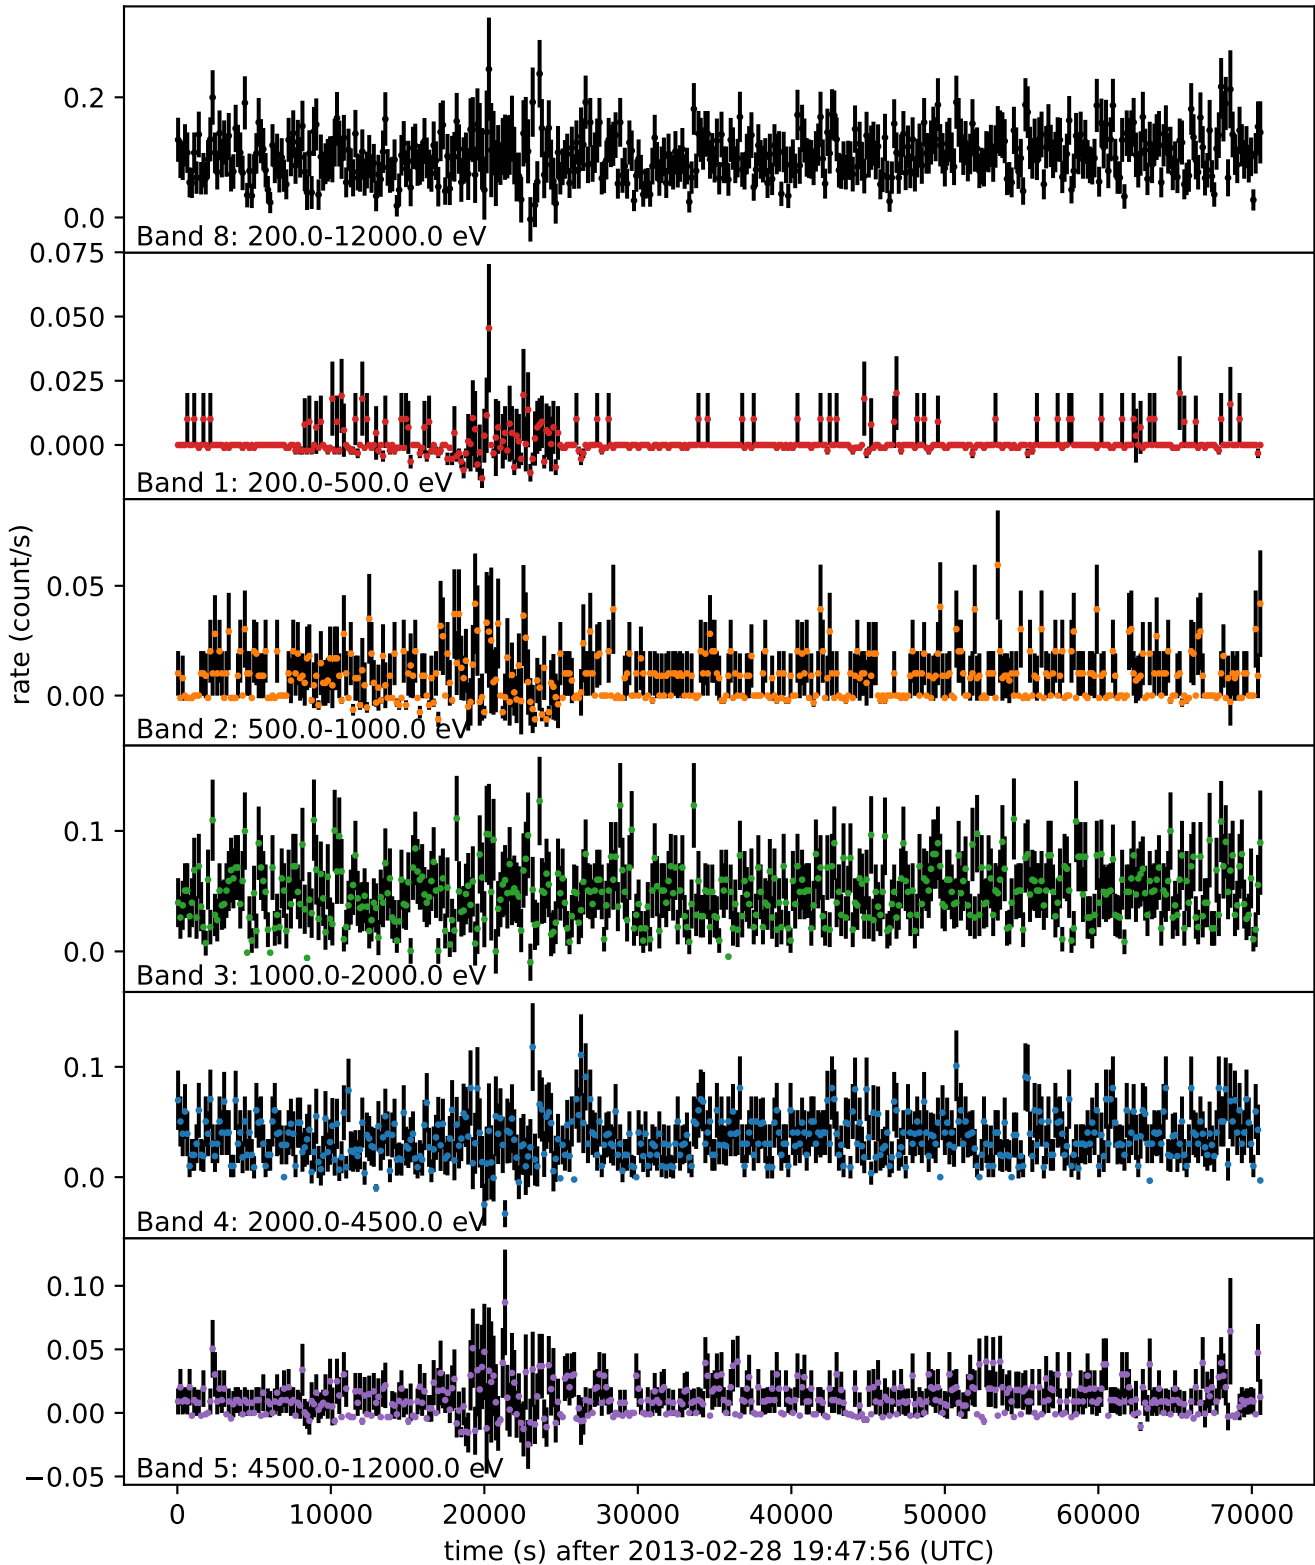 0.2
0.0
Band 8: 200.0-12000.0 eV
0.075
0.050
0.025
0.000
Band 1: 200.0-500.0 eV
0.05
0.00
Band 2: 500.0-1000.0 eV
rate (count/s)
0.1
0.0
Band 3: 1000.0-2000.0 eV
0.1
0.0
Band 4: 2000.0-4500.0 eV
0.10
0.05
0.00
−0.05
Band 5: 4500.0-12000.0 eV
0 10000 20000 30000 40000 50000 60000 70000
time (s) after 2013-02-28 19:47:56 (UTC)